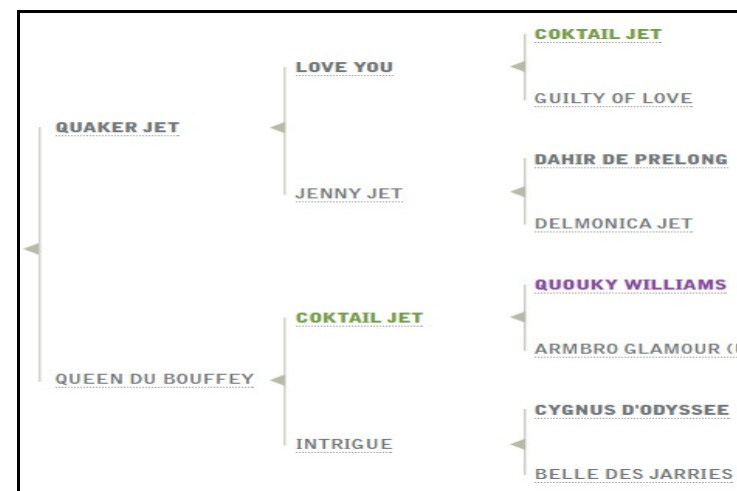 COKTAIL JET
LOVE YOU
GUILTY OF LOVE
QUAKER JET
DAHIR DE PRELONG
JENNY JET
DELMONICA JET
QUOUKY WILLIAMS
COKTAIL JET
ARMBRO GLAMOUR (
QUEEN DU BOUFFEY
CYGNUS D'ODYSSEE
INTRIGUE
BELLE DES JARRIES